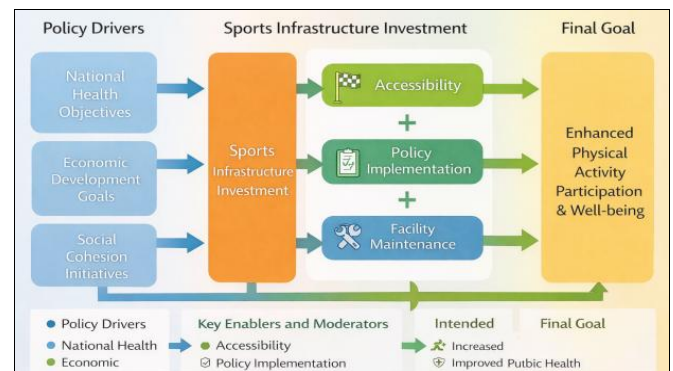 Policy Drivers
Sports Infrastructure Investment
Final Goal
National
Health
Objectives
Economic
Development
Goals
Social
Cohesion
Initiatives
Sports
Infrastructure
Investment
Accessibility
+
Policy
Implementation
+
Facility
Maintenance
Enhanced
Physical
Activity
Participation
& Well-being
Policy Drivers
National Health
Economic
Key Enablers and Moderators
Accessibility
Policy Implementation
Intended
Final Goal
Increased
Improved Putbic Health